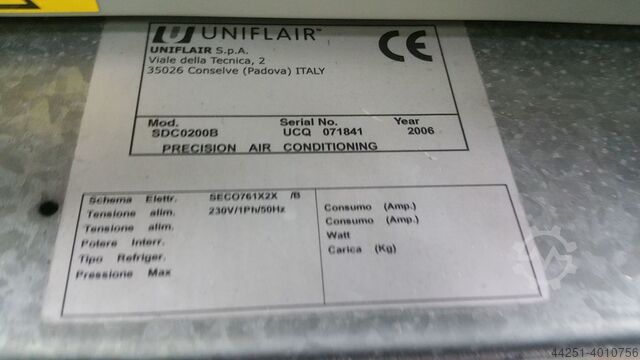 UNIFLAIR™
UNIFLAIR S.p.A.
Viale della Tecnica, 2
35026 Conselve (Padova) ITALY
CE
Mod. Serial No. Year
SDC0200B UCQ 071841 2006
PRECISION AIR CONDITIONING
Schema Elettr. SECO761X2X /B
Tensione alim. 230V/1Ph/50Hz
Tensione alim.
Potere Interr.
Tipo Refriger.
Pressione Max
Consumo (Amp.)
Consumo (Amp.)
Watt
Carica (Kg)
44251-4010756